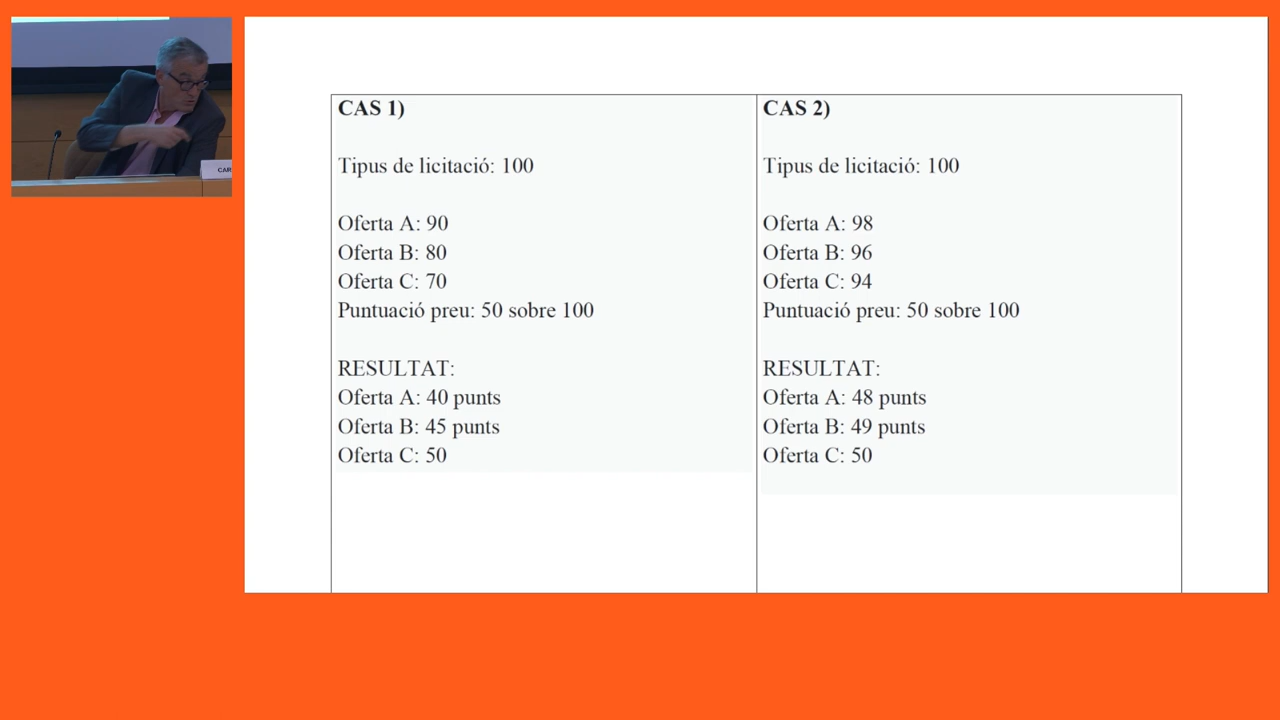 CAR
CAS 1)
Tipus de licitació: 100
Oferta A: 90
Oferta B: 80
Oferta C: 70
Puntuació preu: 50 sobre 100
RESULTAT:
Oferta A: 40 punts
Oferta B: 45 punts
Oferta C: 50
CAS 2)
Tipus de licitació: 100
Oferta A: 98
Oferta B: 96
Oferta C: 94
Puntuació preu: 50 sobre 100
RESULTAT:
Oferta A: 48 punts
Oferta B: 49 punts
Oferta C: 50